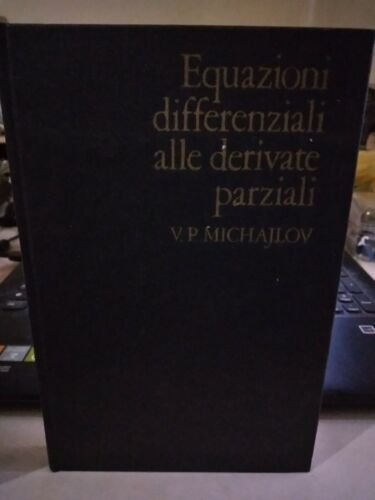 Equazioni
differenziali
alle derivate
parziali
V. P. MICHAJLOV